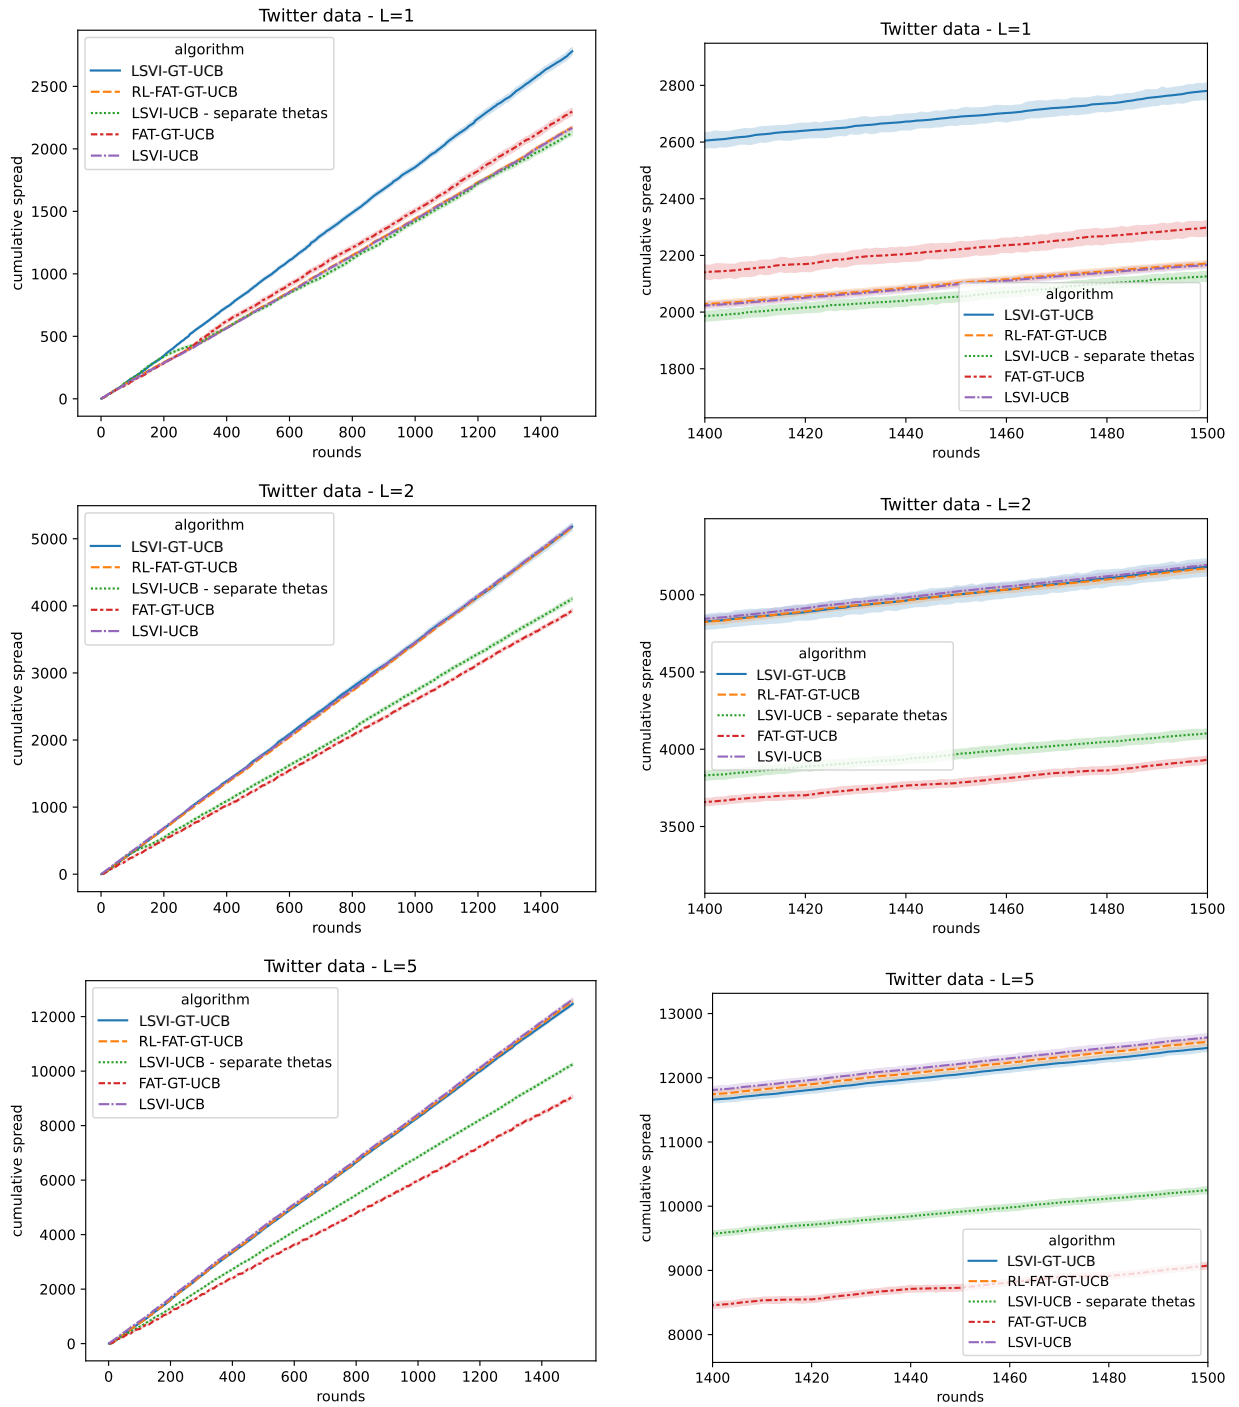 Twitter data - L=1
algorithm
LSVI-GT-UCB
RL-FAT-GT-UCB
LSVI-UCB - separate thetas
FAT-GT-UCB
LSVI-UCB
cumulative spread
2500
2000
1500
1000
500
0
0 200 400 600 800 1000 1200 1400
rounds
Twitter data - L=1
cumulative spread
2800
2600
2400
2200
2000
1800
algorithm
LSVI-GT-UCB
RL-FAT-GT-UCB
LSVI-UCB - separate thetas
FAT-GT-UCB
LSVI-UCB
1400 1420 1440 1460 1480 1500
rounds
Twitter data - L=2
algorithm
LSVI-GT-UCB
RL-FAT-GT-UCB
LSVI-UCB - separate thetas
FAT-GT-UCB
LSVI-UCB
cumulative spread
5000
4000
3000
2000
1000
0
0 200 400 600 800 1000 1200 1400
rounds
Twitter data - L=2
cumulative spread
5000
4500
4000
3500
algorithm
LSVI-GT-UCB
RL-FAT-GT-UCB
LSVI-UCB - separate thetas
FAT-GT-UCB
LSVI-UCB
1400 1420 1440 1460 1480 1500
rounds
Twitter data - L=5
algorithm
LSVI-GT-UCB
RL-FAT-GT-UCB
LSVI-UCB - separate thetas
FAT-GT-UCB
LSVI-UCB
cumulative spread
12000
10000
8000
6000
4000
2000
0
0 200 400 600 800 1000 1200 1400
rounds
Twitter data - L=5
cumulative spread
13000
12000
11000
10000
9000
8000
algorithm
LSVI-GT-UCB
RL-FAT-GT-UCB
LSVI-UCB - separate thetas
FAT-GT-UCB
LSVI-UCB
1400 1420 1440 1460 1480 1500
rounds